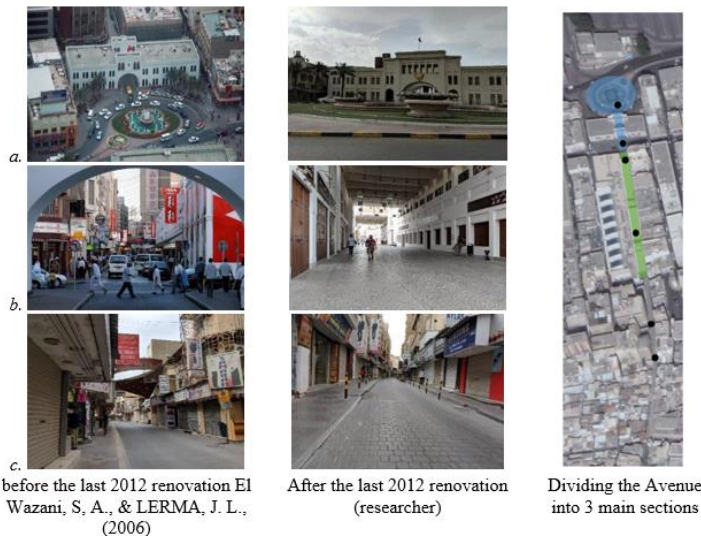 a.
b.
c.
before the last 2012 renovation El
Wazani, S, A., & LERMA, J. L.,
(2006)
After the last 2012 renovation
(researcher)
Dividing the Avenue
into 3 main sections